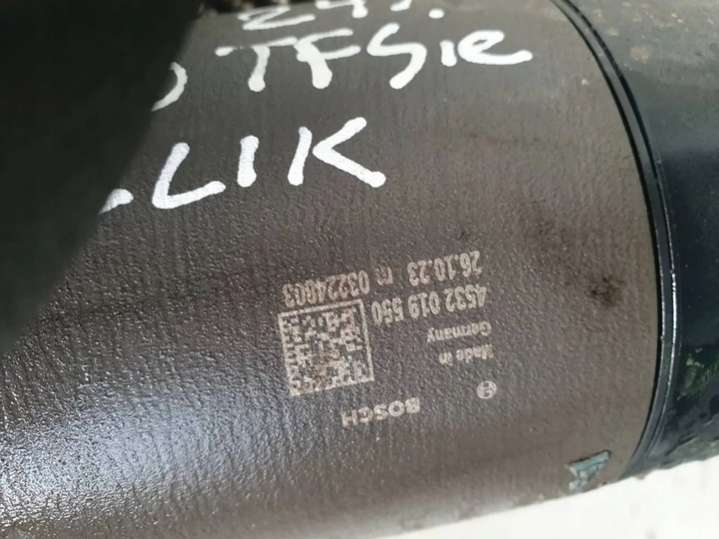 TFSie
LIK
BOSCH
Made in
Germany
4532 019 550
26.10.23 m 03224003